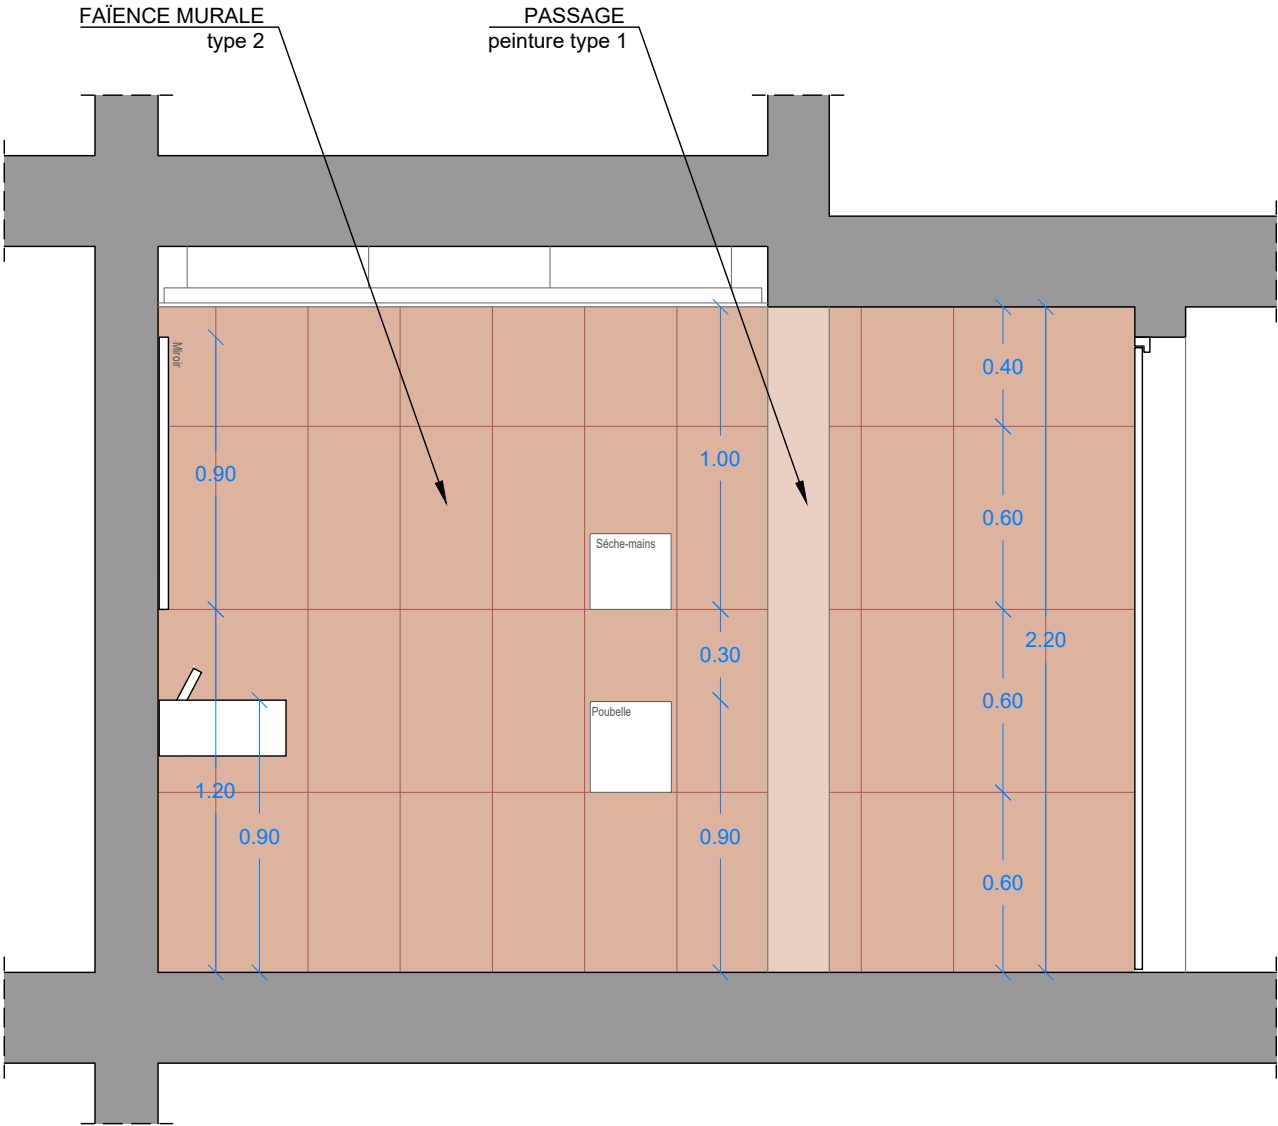 FAÏENCE MURALE
type 2
PASSAGE
peinture type 1
Miroir
0.40
1.00
0.90
0.60
Séche-mains
0.30
2.20
0.60
Poubelle
1.20
0.90
0.90
0.60